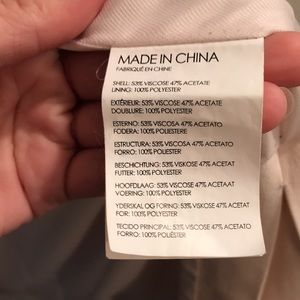 MADE IN CHINA
FABRIQUÉ EN CHINE
SHELL: 53% VISCOSE 47% ACETATE
LINING: 100% POLYESTER
EXTÉRIEUR: 53% VISCOSE 47% ACETATE
DOUBLURE: 100% POLYESTER
ESTERNO: 53% VISCOSA 47% ACETATO
FODERA: 100% POLIESTERE
ESTRUCTURA: 53% VISCOSA 47% ACETATO
FORRO: 100% POLIÉSTER
BESCHICHTUNG: 53% VISKOSE 47% ACETAT
FUTTER: 100% POLYESTER
HOOFDLAAG: 53% VISCOSE 47% ACETAAT
VOERING: 100% POLYESTER
YDERSKAL OG FORING: 53% VISKOSE 47% ACETAT
FOR: 100% POLYESTER
TECIDO PRINCIPAL: 53% VISCOSE 47% ACETATO
FORRO: 100% POLIÉSTER